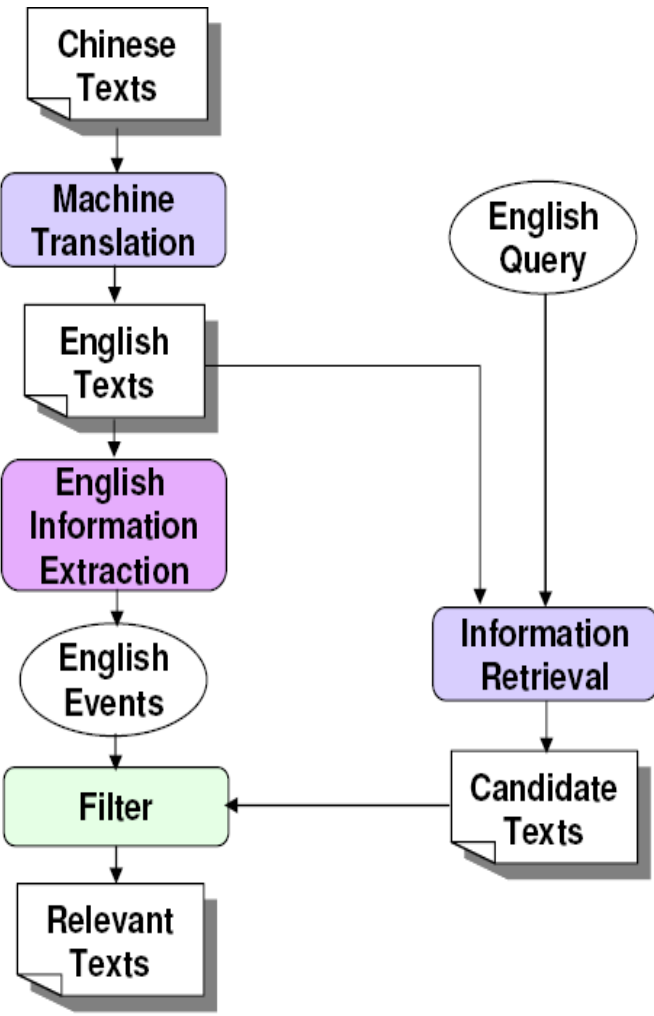 Chinese
Texts
Machine
Translation
English
Query
English
Texts
English
Information
Extraction
Information
Retrieval
English
Events
Candidate
Texts
Filter
Relevant
Texts